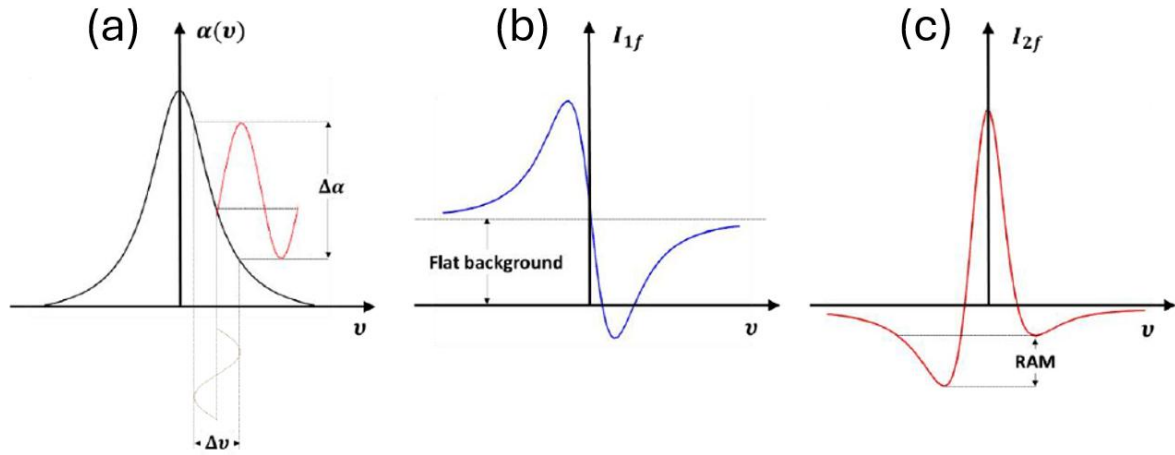 (a)
α(υ)
Δα
υ
Δυ
(b)
I₁f
Flat background
υ
(c)
I₂f
υ
RAM